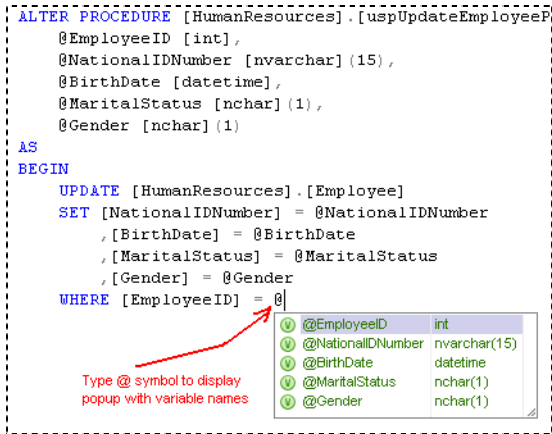 ALTER PROCEDURE [HumanResources].[uspUpdateEmployeeP
@EmployeeID [int],
@NationalIDNumber [nvarchar](15),
@BirthDate [datetime],
@MaritalStatus [nchar](1),
@Gender [nchar](1)
AS
BEGIN
UPDATE [HumanResources].[Employee]
SET [NationalIDNumber] = @NationalIDNumber
,[BirthDate] = @BirthDate
,[MaritalStatus] = @MaritalStatus
,[Gender] = @Gender
WHERE [EmployeeID] = @
@EmployeeID int
@NationalIDNumber nvarchar(15)
@BirthDate datetime
@MaritalStatus nchar(1)
@Gender nchar(1)
Type @ symbol to display
popup with variable names